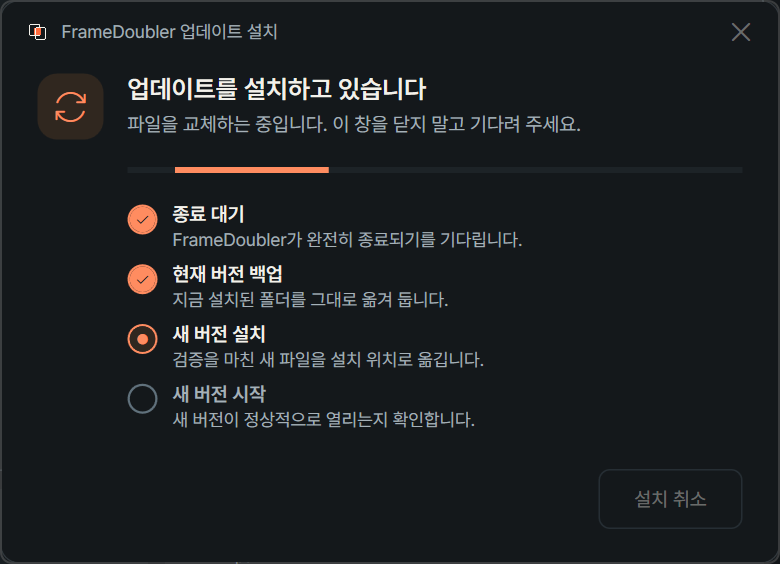 FrameDoubler 업데이트 설치
업데이트를 설치하고 있습니다
파일을 교체하는 중입니다. 이 창을 닫지 말고 기다려 주세요.
종료 대기
FrameDoubler가 완전히 종료되기를 기다립니다.
현재 버전 백업
지금 설치된 폴더를 그대로 옮겨 둡니다.
새 버전 설치
검증을 마친 새 파일을 설치 위치로 옮깁니다.
새 버전 시작
새 버전이 정상적으로 열리는지 확인합니다.
설치 취소